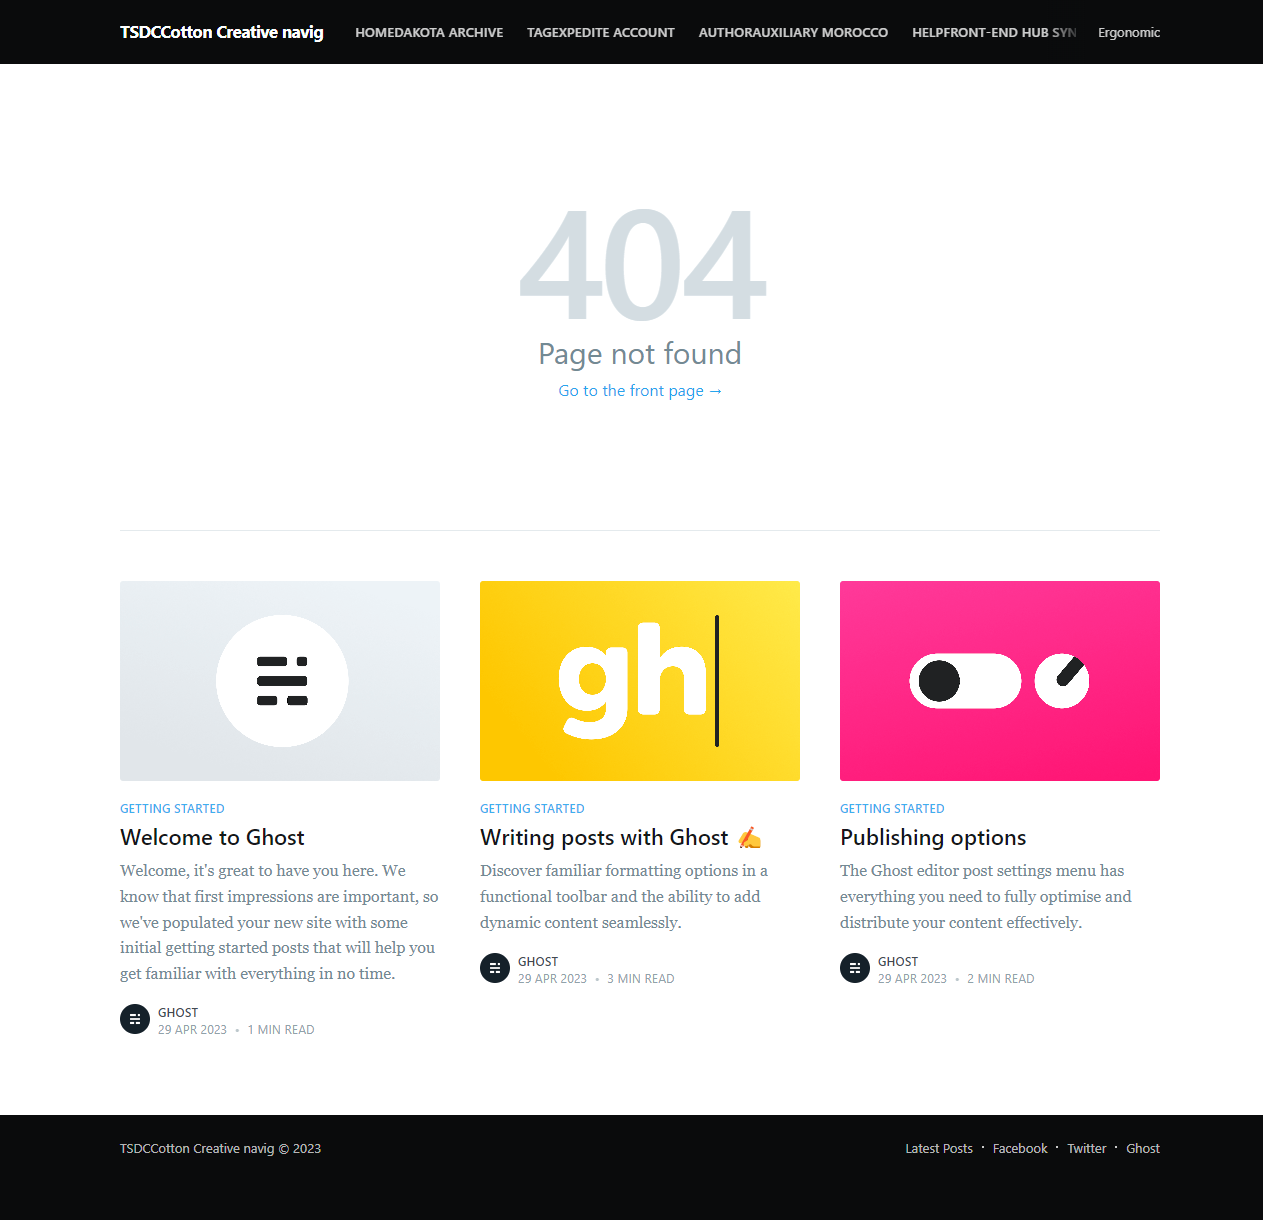 TSDCCotton Creative navig
HOMEDAKOTA ARCHIVE
TAGEXPEDITE ACCOUNT
AUTHORAUXILIARY MOROCCO
HELPFRONT-END HUB SYN
Ergonomic
404
Page not found
Go to the front page →
gh
GETTING STARTED
Welcome to Ghost
Welcome, it's great to have you here. We
know that first impressions are important, so
we've populated your new site with some
initial getting started posts that will help you
get familiar with everything in no time.
GHOST
29 APR 2023 • 1 MIN READ
GETTING STARTED
Writing posts with Ghost ✍️
Discover familiar formatting options in a
functional toolbar and the ability to add
dynamic content seamlessly.
GHOST
29 APR 2023 • 3 MIN READ
GETTING STARTED
Publishing options
The Ghost editor post settings menu has
everything you need to fully optimise and
distribute your content effectively.
GHOST
29 APR 2023 • 2 MIN READ
TSDCCotton Creative navig © 2023
Latest Posts • Facebook • Twitter • Ghost